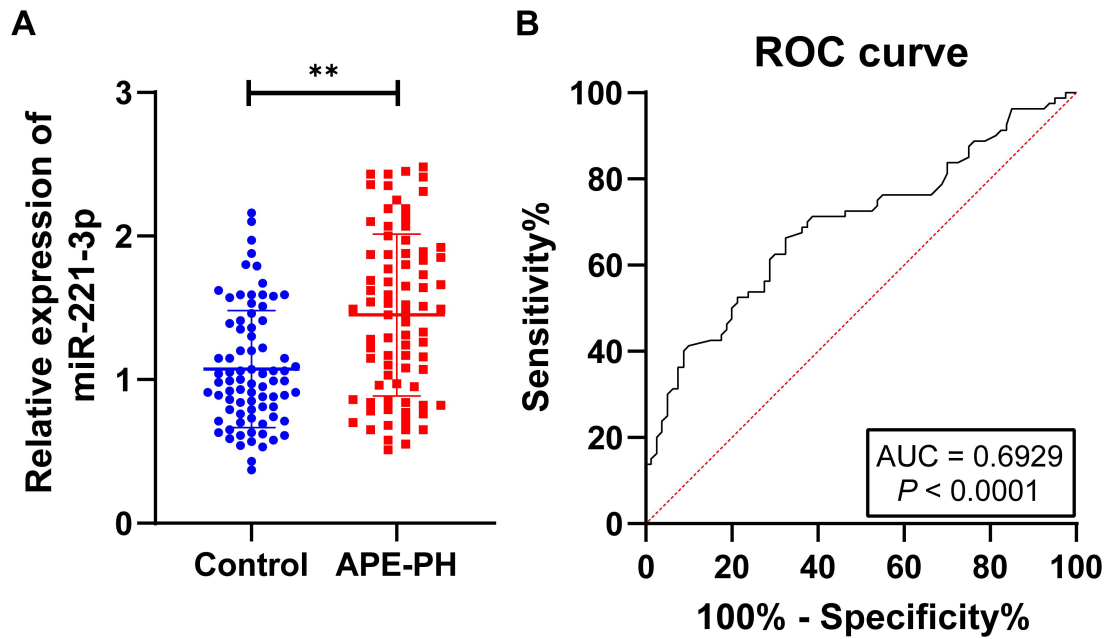 A
Relative expression of
miR-221-3p
3
2
1
0
**
Control
APE-PH
B
ROC curve
Sensitivity%
100
80
60
40
20
0
AUC = 0.6929
P < 0.0001
0
20
40
60
80
100
100% - Specificity%